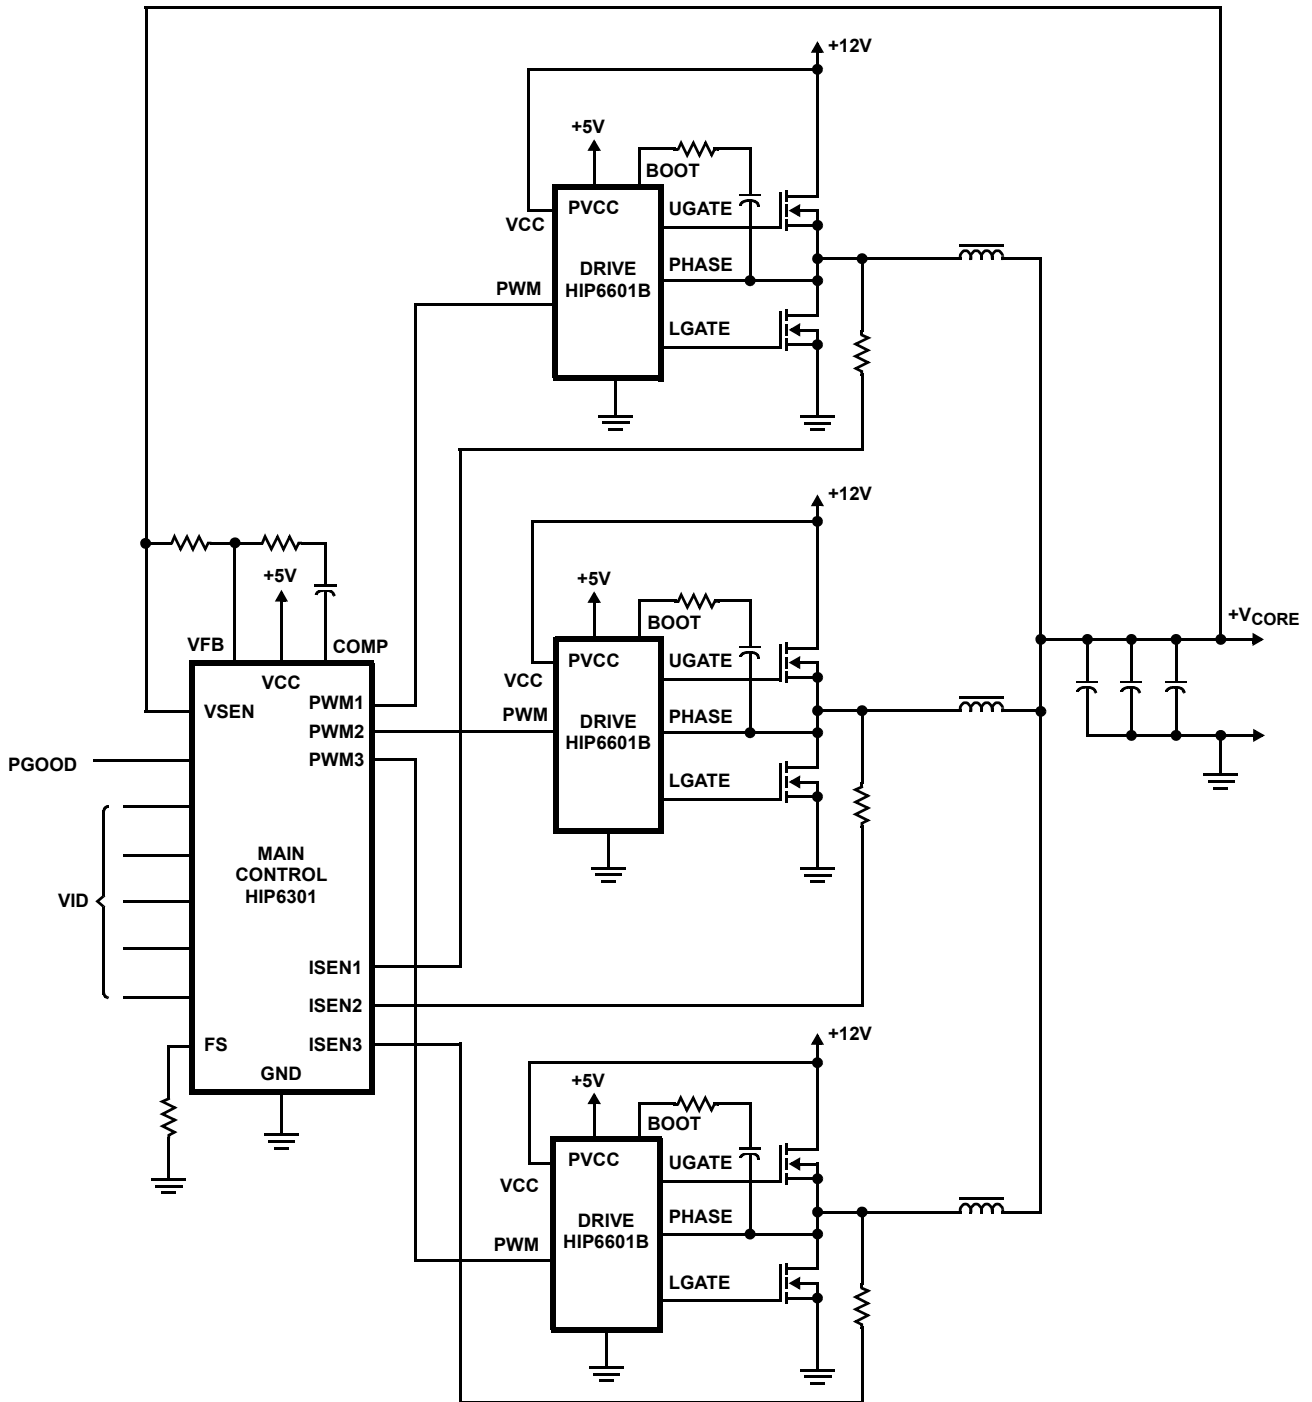 +12V
+5V
BOOT
PVCC
UGATE
VCC
DRIVE
HIP6601B
PHASE
PWM
LGATE
+12V
+5V
BOOT
PVCC
UGATE
VCC
DRIVE
HIP6601B
PHASE
PWM
LGATE
+5V
VFB
COMP
VCC
VSEN
PWM1
PWM2
PWM3
PGOOD
MAIN
CONTROL
HIP6301
VID
ISEN1
ISEN2
ISEN3
FS
GND
+VCORE
+12V
+5V
BOOT
PVCC
UGATE
VCC
DRIVE
HIP6601B
PHASE
PWM
LGATE